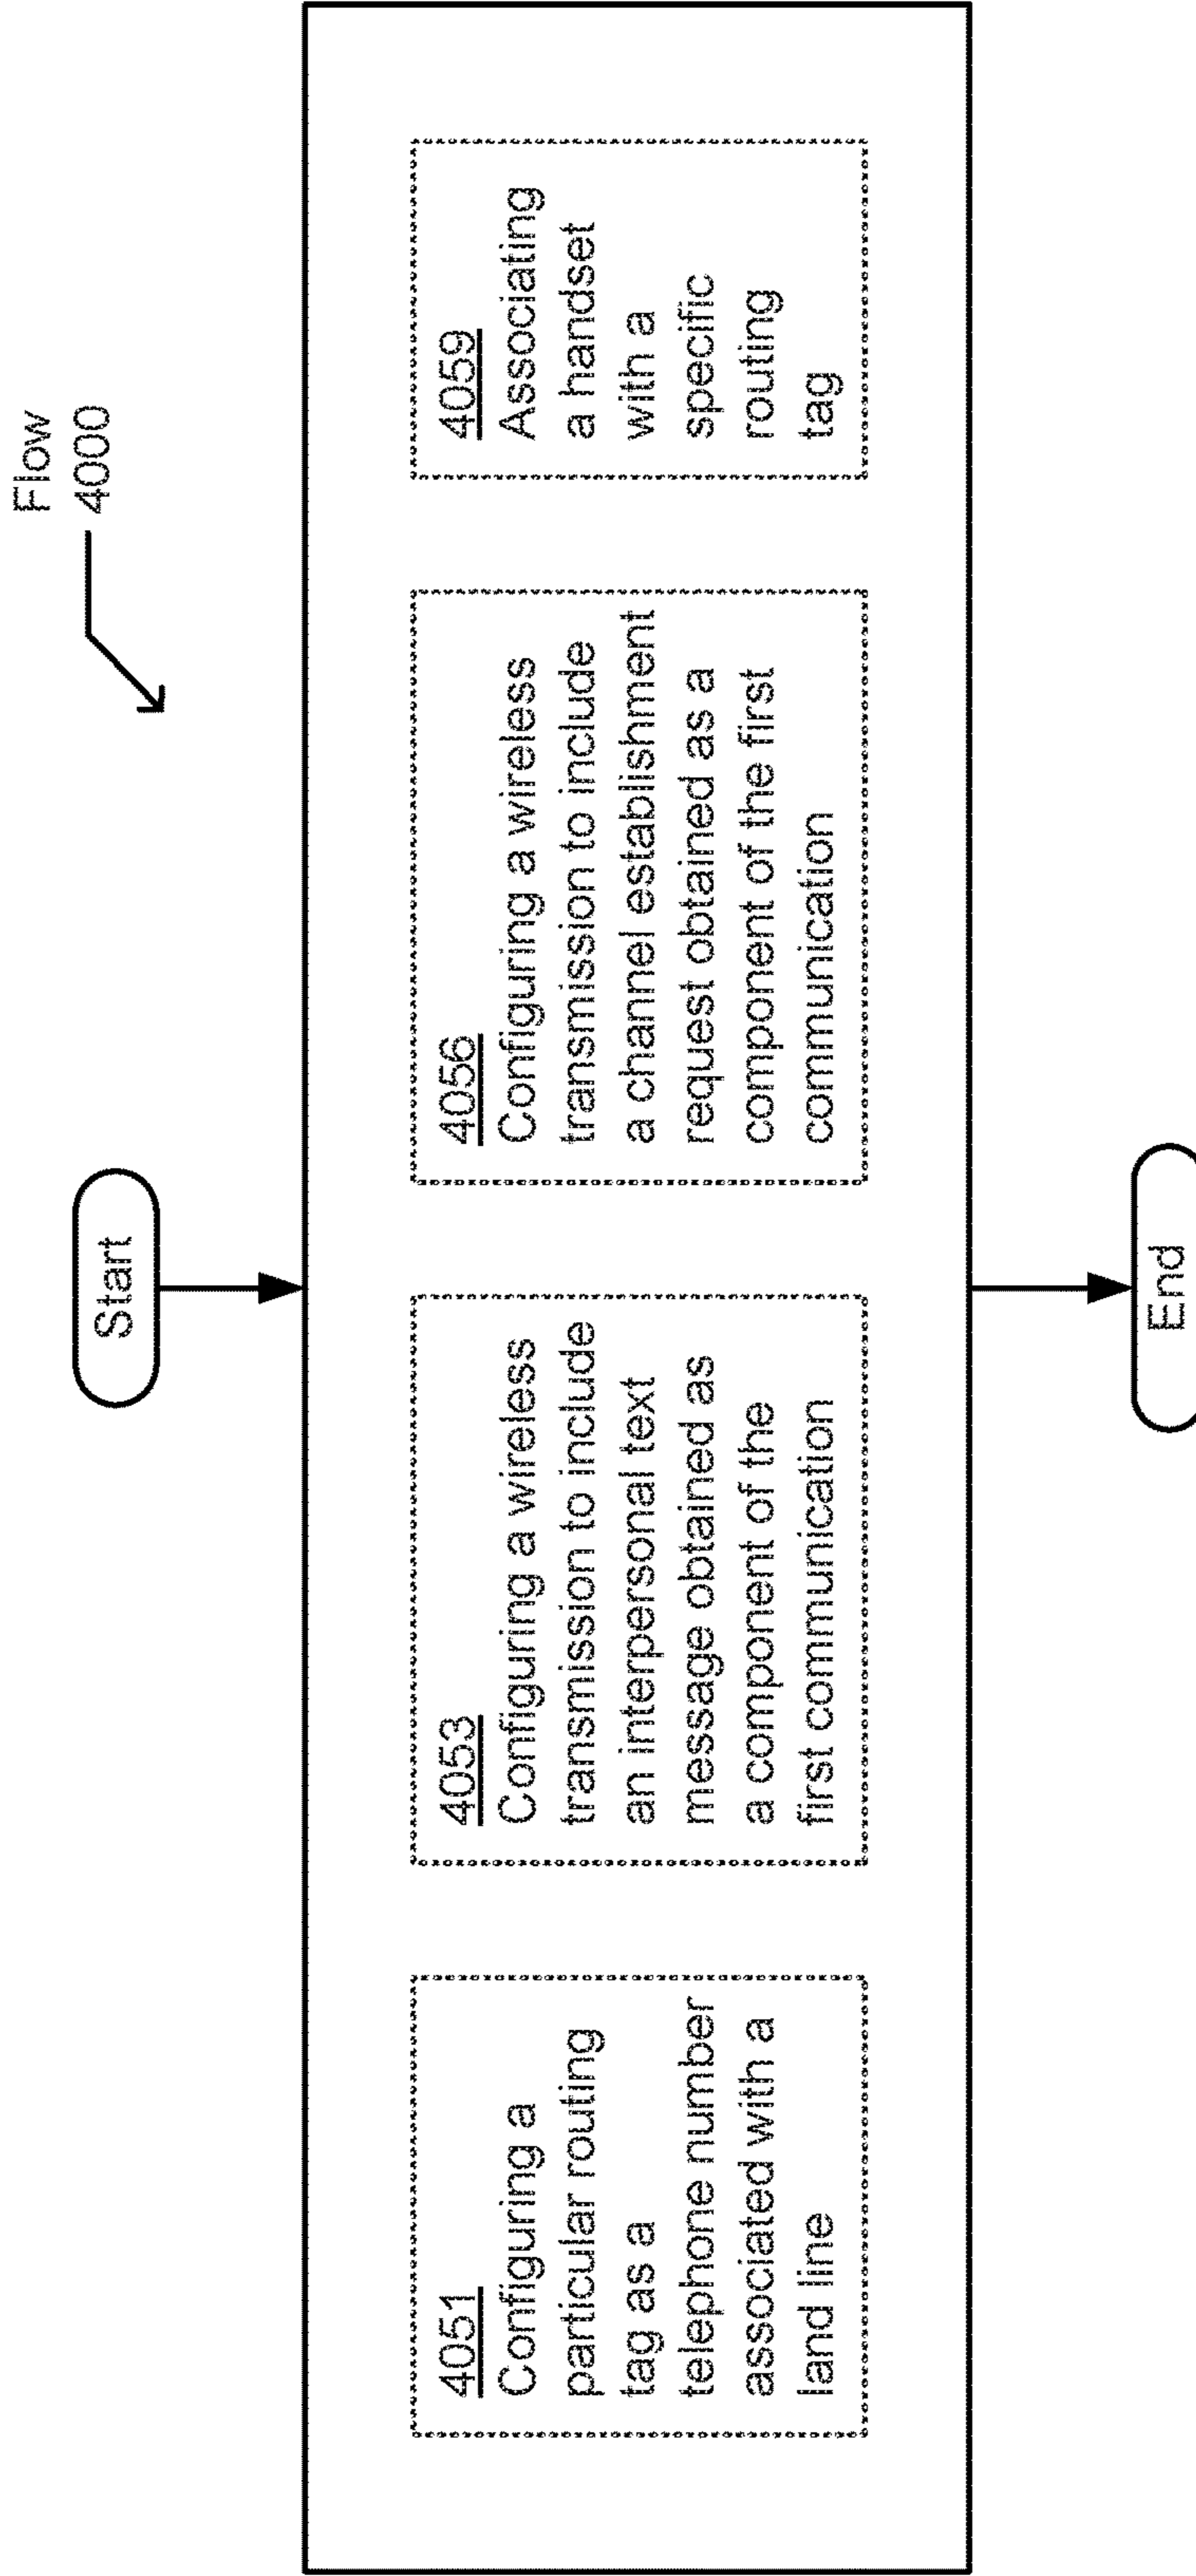 Flow
4000
Start
4051
Configuring a
particular routing
tag as a
telephone number
associated with a
land line
4053
Configuring a wireless
transmission to include
an interpersonal text
message obtained as
a component of the
first communication
4056
Configuring a wireless
transmission to include
a channel establishment
request obtained as a
component of the first
communication
4059
Associating
a handset
with a
specific
routing
tag
End